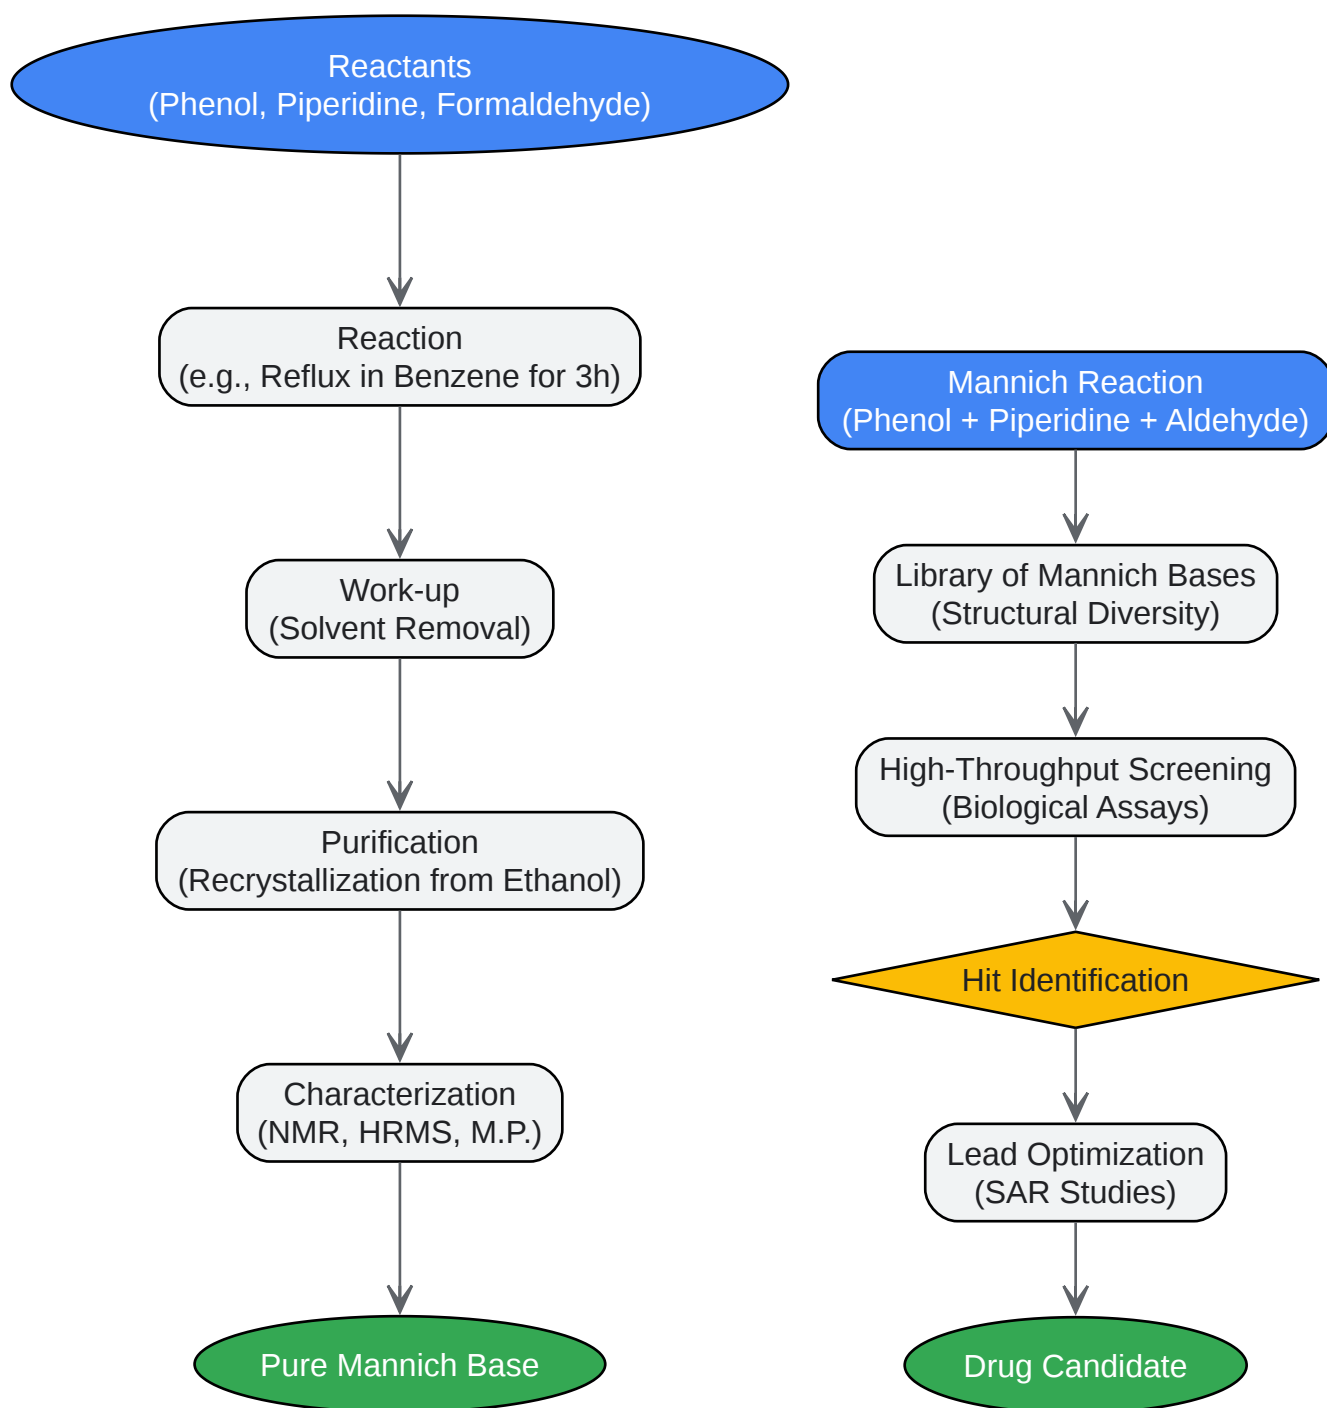 Reactants
(Phenol, Piperidine, Formaldehyde)
Reaction
(e.g., Reflux in Benzene for 3h)
Work-up
(Solvent Removal)
Purification
(Recrystallization from Ethanol)
Characterization
(NMR, HRMS, M.P.)
Pure Mannich Base
Mannich Reaction
(Phenol + Piperidine + Aldehyde)
Library of Mannich Bases
(Structural Diversity)
High-Throughput Screening
(Biological Assays)
Hit Identification
Lead Optimization
(SAR Studies)
Drug Candidate